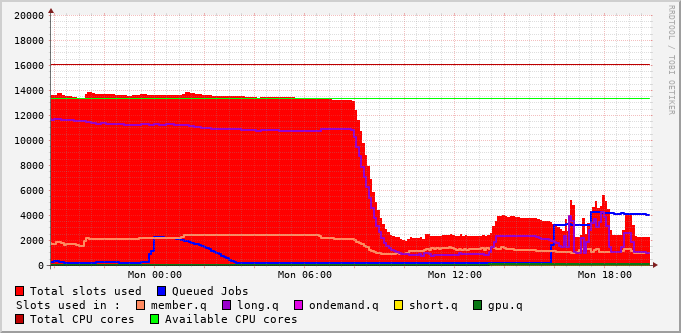 20000
18000
16000
14000
12000
10000
8000
6000
4000
2000
0
Mon 00:00 Mon 06:00 Mon 12:00 Mon 18:00
RRDTOOL / TOBI OETIKER
Total slots used Queued Jobs
Slots used in : member.q long.q ondemand.q short.q gpu.q
Total CPU cores Available CPU cores